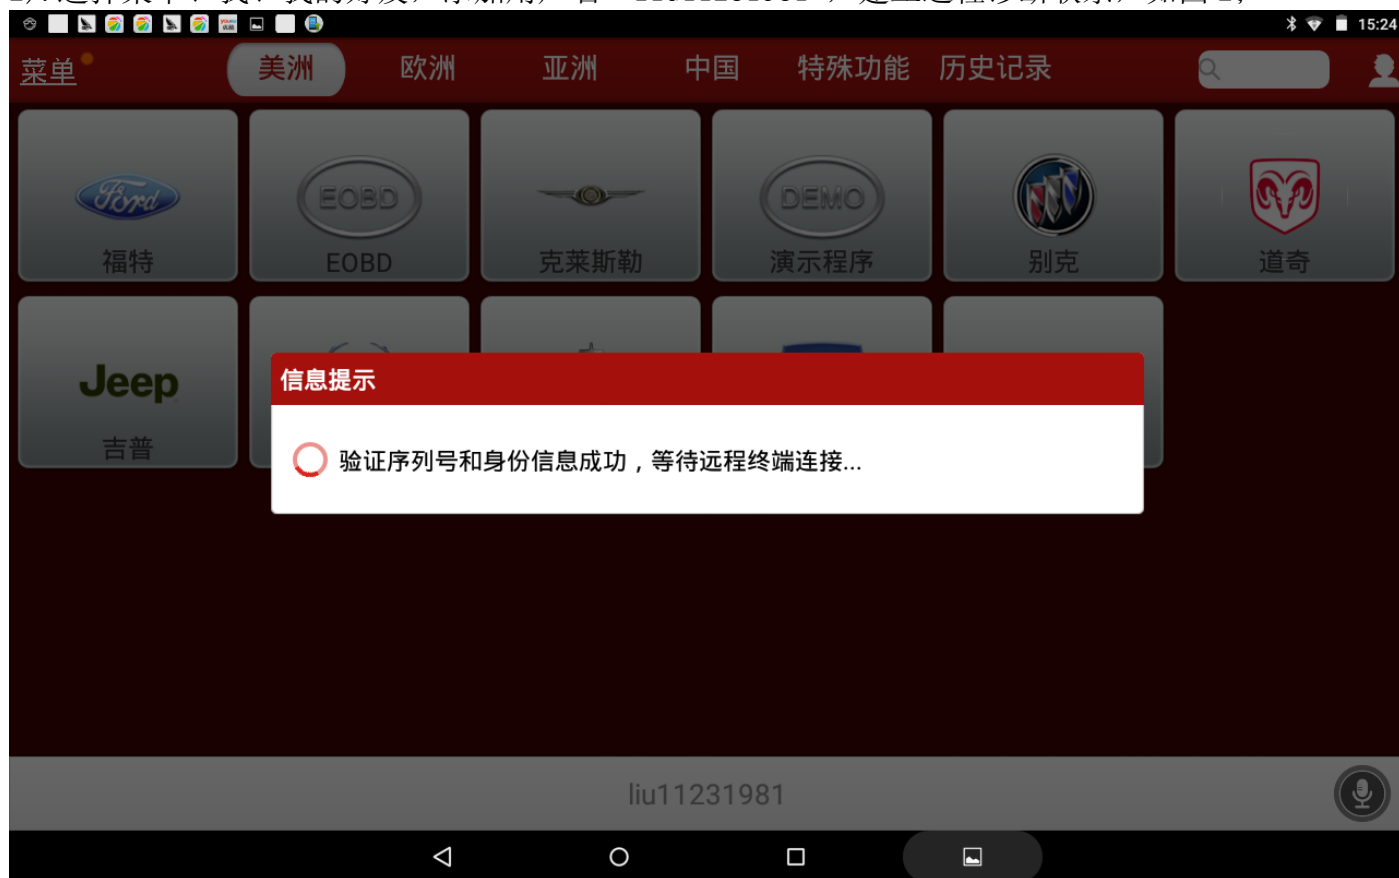 15:24
菜单
美洲
欧洲
亚洲
中国
特殊功能
历史记录
Ford
福特
EOBD
EOBD
克莱斯勒
DEMO
演示程序
别克
道奇
Jeep
吉普
信息提示
验证序列号和身份信息成功，等待远程终端连接...
liu11231981